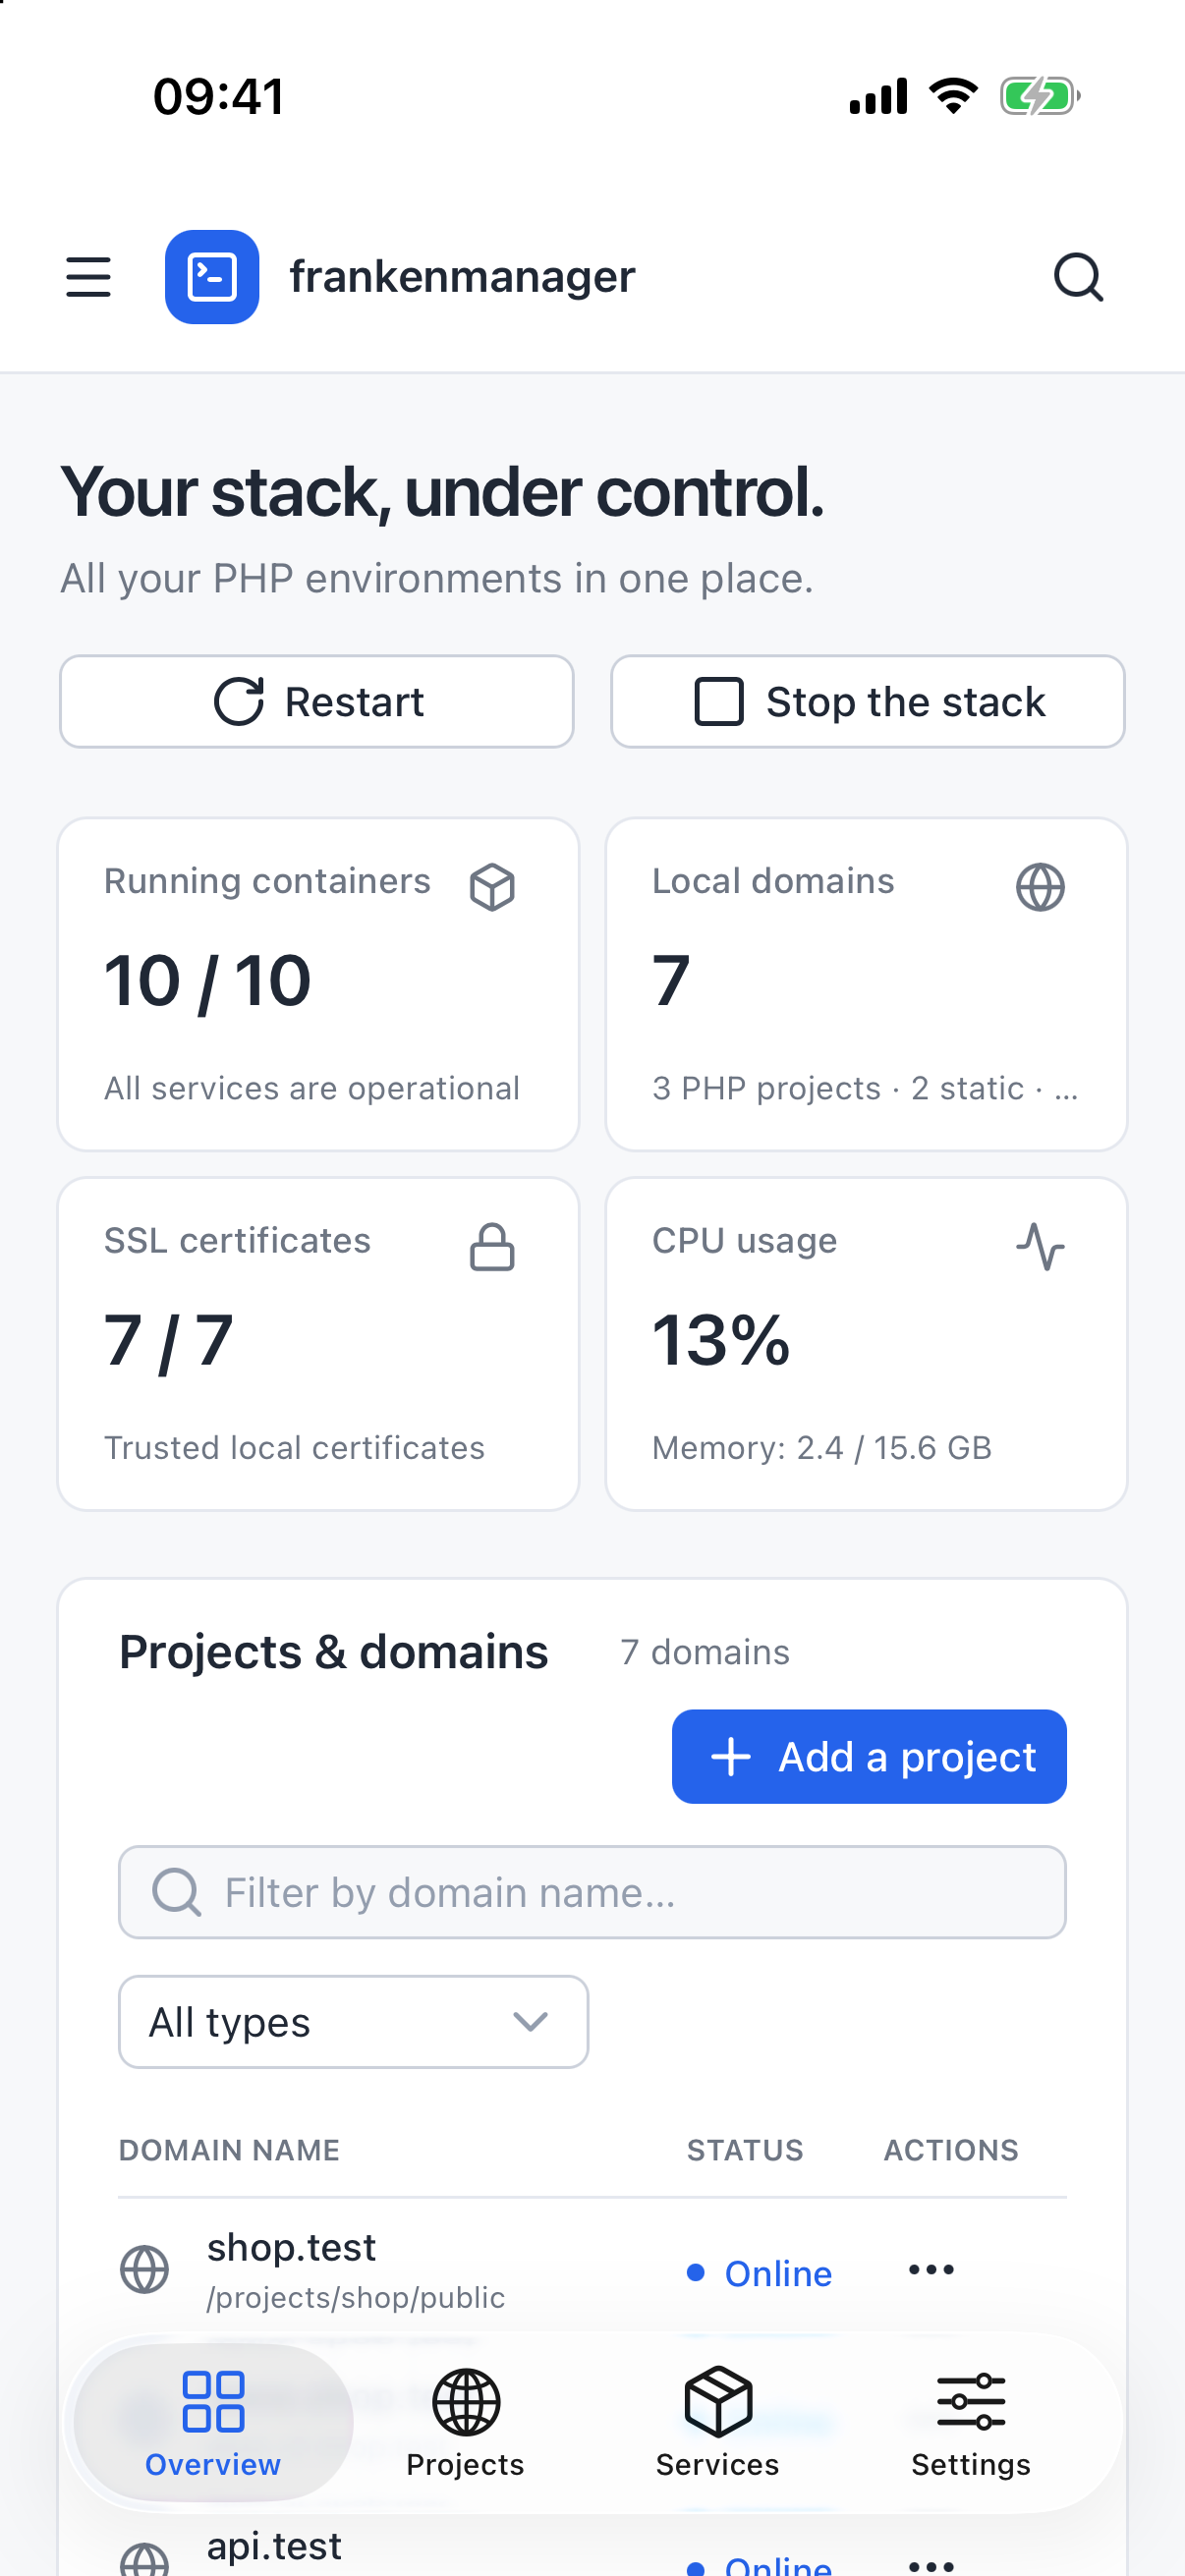 09:41
frankenmanager
Your stack, under control.
All your PHP environments in one place.
Restart
Stop the stack
Running containers
10 / 10
All services are operational
Local domains
7
3 PHP projects · 2 static · ...
SSL certificates
7 / 7
Trusted local certificates
CPU usage
13%
Memory: 2.4 / 15.6 GB
Projects & domains
7 domains
Add a project
Filter by domain name...
All types
DOMAIN NAME
STATUS
ACTIONS
shop.test
Online
/projects/shop/public
Overview
Projects
Services
Settings
api.test
Online